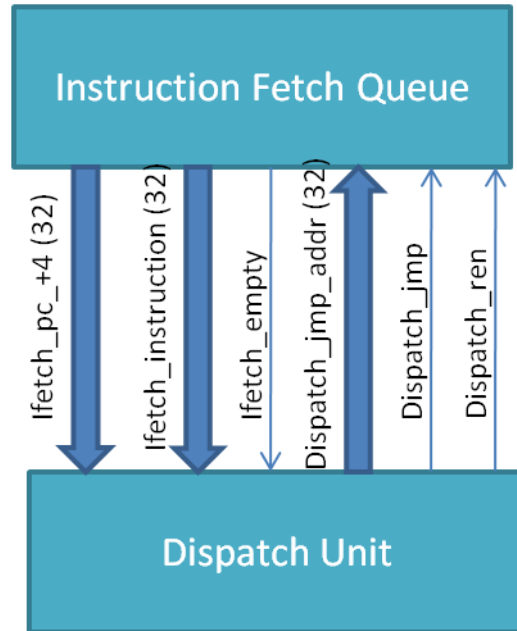 Instruction Fetch Queue
Ifetch_pc_+4 (32)
Ifetch_instruction (32)
Ifetch_empty
Dispatch_jmp_addr (32)
Dispatch_jmp
Dispatch_ren
Dispatch Unit